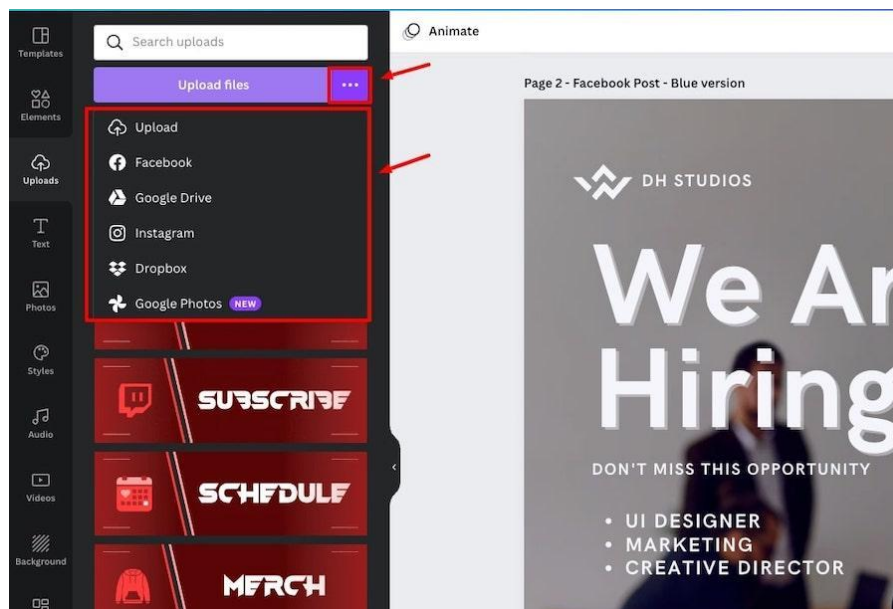 Templates
Elements
Uploads
Text
Photos
Styles
Audio
Videos
Background
Search uploads
Upload files
Upload
Facebook
Google Drive
Instagram
Dropbox
Google Photos NEW
SUBSCRIBE
SCHEDULE
MERCH
Animate
Page 2 - Facebook Post - Blue version
DH STUDIOS
We Ar
Hiring
DON'T MISS THIS OPPORTUNITY
• UI DESIGNER
• MARKETING
• CREATIVE DIRECTOR